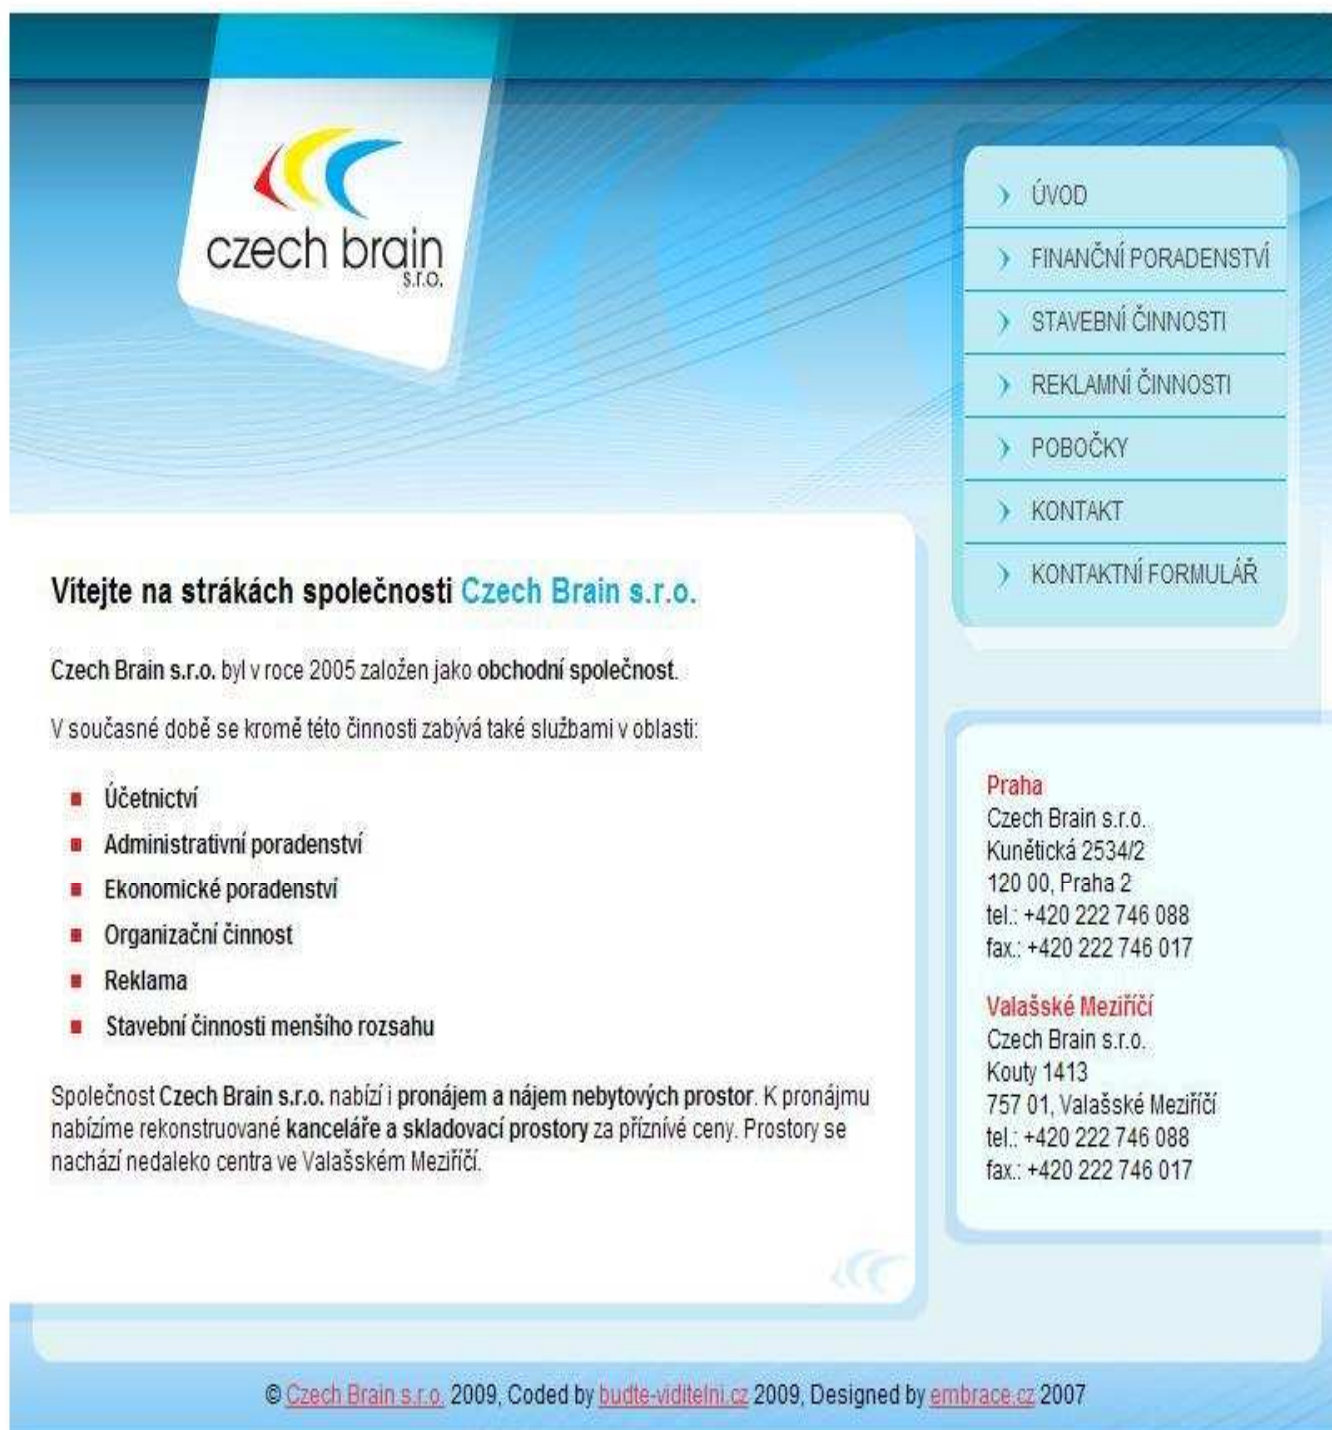 czech brain
s.r.o.
ÚVOD
FINANČNÍ PORADENSTVÍ
STAVEBNÍ ČINNOSTI
REKLAMNÍ ČINNOSTI
POBOČKY
KONTAKT
KONTAKTNÍ FORMULÁŘ
Vítejte na strákách společnosti Czech Brain s.r.o.
Czech Brain s.r.o. byl v roce 2005 založen jako obchodní společnost.
V současné době se kromě této činnosti zabývá také službami v oblasti:
Účetnictví
Administrativní poradenství
Ekonomické poradenství
Organizační činnost
Reklama
Stavební činnosti menšího rozsahu
Společnost Czech Brain s.r.o. nabízí i pronájem a nájem nebytových prostor. K pronájmu
nabízíme rekonstruované kanceláře a skladovací prostory za příznívé ceny. Prostory se
nachází nedaleko centra ve Valašském Meziříčí.
Praha
Czech Brain s.r.o.
Kunětická 2534/2
120 00, Praha 2
tel.: +420 222 746 088
fax.: +420 222 746 017
Valašské Meziříčí
Czech Brain s.r.o.
Kouty 1413
757 01, Valašské Meziříčí
tel.: +420 222 746 088
fax.: +420 222 746 017
© Czech Brain s.r.o. 2009, Coded by budte-viditelni.cz 2009, Designed by embrace.cz 2007